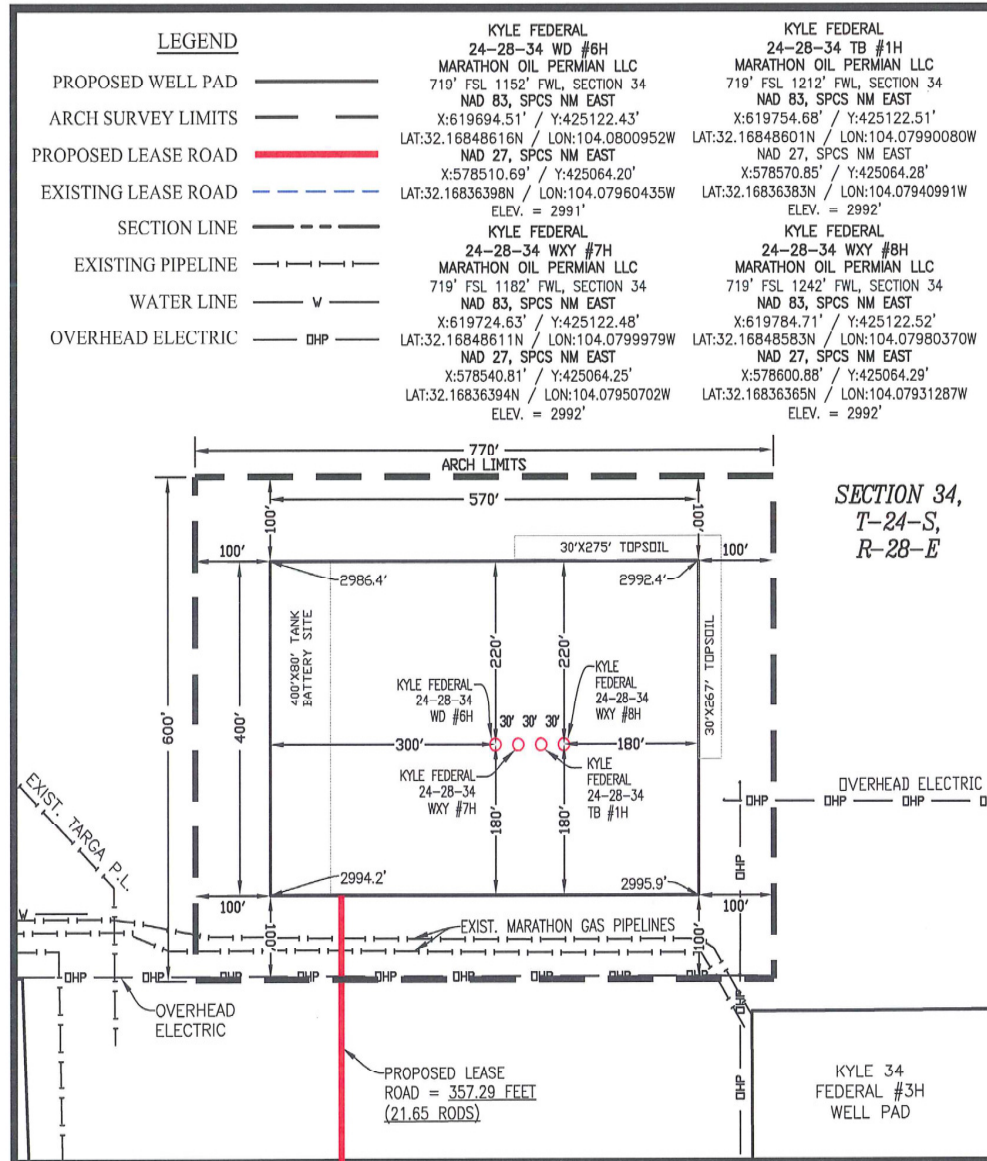 LEGEND
PROPOSED WELL PAD
ARCH SURVEY LIMITS
PROPOSED LEASE ROAD
EXISTING LEASE ROAD
SECTION LINE
EXISTING PIPELINE
WATER LINE
W
OVERHEAD ELECTRIC
OHP
KYLE FEDERAL
24-28-34 WD #6H
MARATHON OIL PERMIAN LLC
719' FSL 1152' FWL, SECTION 34
NAD 83, SPCS NM EAST
X:619694.51' / Y:425122.43'
LAT:32.16848616N / LON:104.0800952W
NAD 27, SPCS NM EAST
X:578510.69' / Y:425064.20'
LAT:32.16836398N / LON:104.07960435W
ELEV. = 2991'
KYLE FEDERAL
24-28-34 TB #1H
MARATHON OIL PERMIAN LLC
719' FSL 1212' FWL, SECTION 34
NAD 83, SPCS NM EAST
X:619754.68' / Y:425122.51'
LAT:32.16848601N / LON:104.07990080W
NAD 27, SPCS NM EAST
X:578570.85' / Y:425064.28'
LAT:32.16836383N / LON:104.07940991W
ELEV. = 2992'
KYLE FEDERAL
24-28-34 WXY #7H
MARATHON OIL PERMIAN LLC
719' FSL 1182' FWL, SECTION 34
NAD 83, SPCS NM EAST
X:619724.63' / Y:425122.48'
LAT:32.16848611N / LON:104.0799979W
NAD 27, SPCS NM EAST
X:578540.81' / Y:425064.25'
LAT:32.16836394N / LON:104.07950702W
ELEV. = 2992'
KYLE FEDERAL
24-28-34 WXY #8H
MARATHON OIL PERMIAN LLC
719' FSL 1242' FWL, SECTION 34
NAD 83, SPCS NM EAST
X:619784.71' / Y:425122.52'
LAT:32.16848583N / LON:104.07980370W
NAD 27, SPCS NM EAST
X:578600.88' / Y:425064.29'
LAT:32.16836365N / LON:104.07931287W
ELEV. = 2992'
770'
ARCH LIMITS
570'
SECTION 34,
T-24-S,
R-28-E
100'
100'
100'
100'
30'X275' TOPSOIL
2986.4'
2992.4'
400'X80' TANK
BATTERY SITE
220'
220'
30'X267' TOPSOIL
600'
400'
KYLE FEDERAL
24-28-34
WD #6H
KYLE
FEDERAL
24-28-34
WXY #8H
30' 30' 30'
300'
180'
KYLE FEDERAL
24-28-34
WXY #7H
KYLE
FEDERAL
24-28-34
TB #1H
180'
180'
OVERHEAD ELECTRIC
OHP OHP OHP OHP
OHP
EXIST. TARGA P.L.
2994.2'
2995.9'
100'
100'
100'
100'
W
EXIST. MARATHON GAS PIPELINES
OHP OHP OHP OHP OHP OHP OHP
OHP
OHP
OVERHEAD
ELECTRIC
PROPOSED LEASE
ROAD = 357.29 FEET
(21.65 RODS)
KYLE 34
FEDERAL #3H
WELL PAD